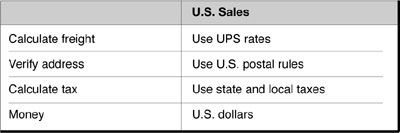 U.S. Sales
Calculate freight Use UPS rates
Verify address Use U.S. postal rules
Calculate tax Use state and local taxes
Money U.S. dollars